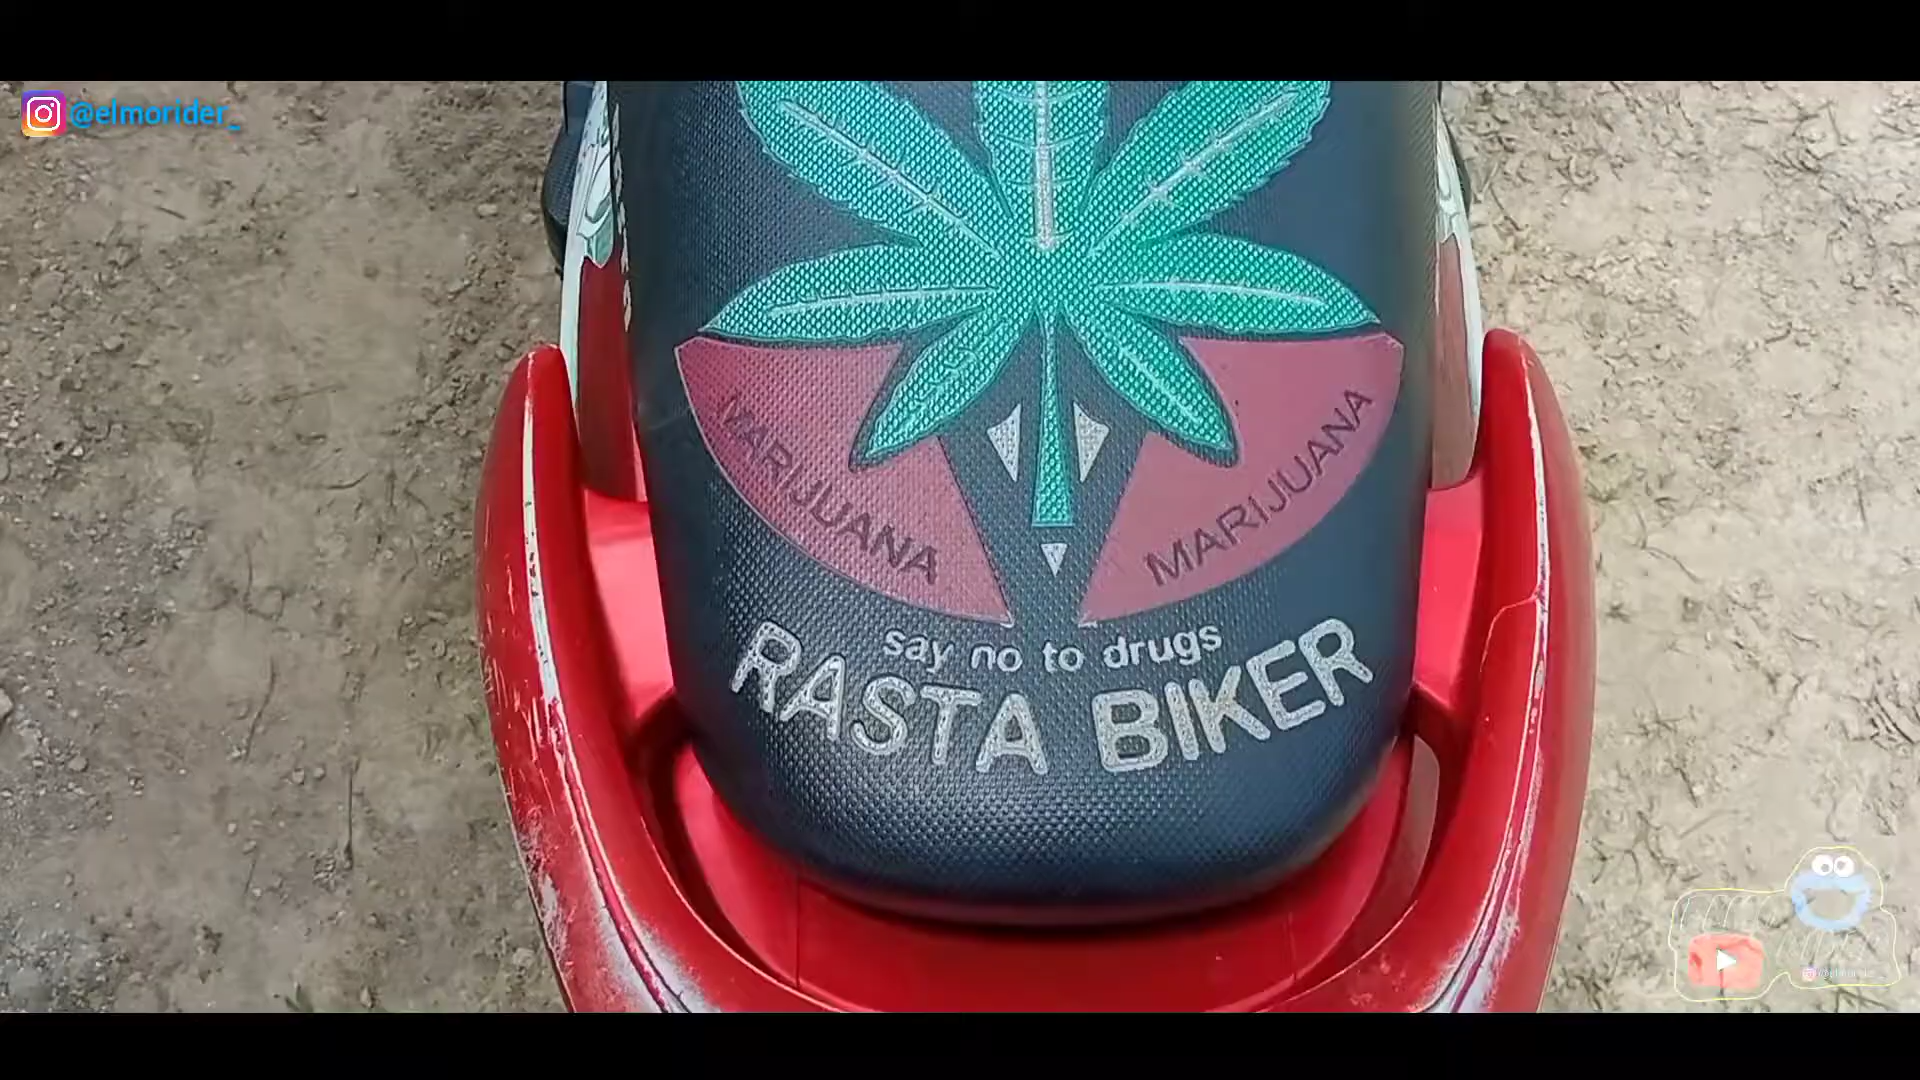 @elmorider_
MARIJUANA
MARIJUANA
say no to drugs
RASTA BIKER